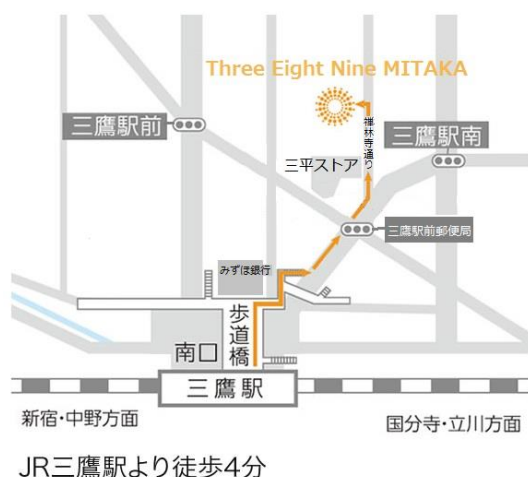 Three Eight Nine MITAKA
三鷹駅前
禅林寺通り
三鷹駅南
三平ストア
三鷹駅前郵便局
みずほ銀行
歩道橋
南口
三鷹駅
新宿・中野方面
国分寺・立川方面
JR三鷹駅より徒歩4分